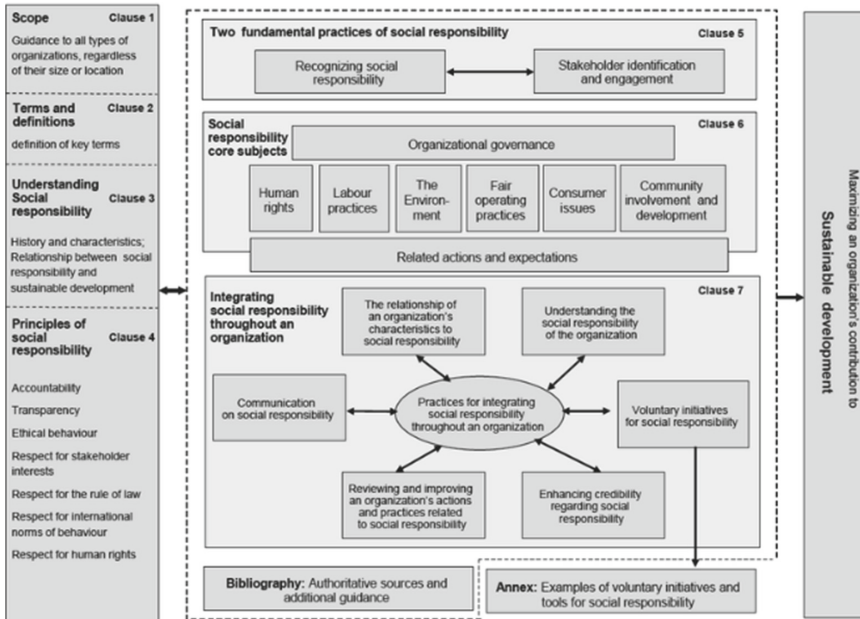 Scope Clause 1
Guidance to all types of
organizations, regardless
of their size or location
Terms and Clause 2
definitions
definition of key terms
Understanding
Social Clause 3
responsibility
History and characteristics;
Relationship between social
responsibility and
sustainable development
Principles of
social Clause 4
responsibility
Accountability
Transparency
Ethical behaviour
Respect for stakeholder
interests
Respect for the rule of law
Respect for international
norms of behaviour
Respect for human rights
Two fundamental practices of social responsibility Clause 5
Recognizing social
responsibility
Stakeholder identification
and engagement
Social
responsibility
core subjects
Clause 6
Organizational governance
Human
rights
Labour
practices
The
Environ-
ment
Fair
operating
practices
Consumer
issues
Community
involvement and
development
Related actions and expectations
Integrating
social responsibility
throughout an
organization
Clause 7
The relationship of
an organization's
characteristics to
social responsibility
Understanding the
social responsibility
of the organization
Communication
on social responsibility
Practices for integrating
social responsibility
throughout an organization
Voluntary initiatives
for social responsibility
Reviewing and improving
an organization's actions
and practices related
to social responsibility
Enhancing credibility
regarding social
responsibility
Bibliography: Authoritative sources and
additional guidance
Annex: Examples of voluntary initiatives and
tools for social responsibility
Maximizing an organization's contribution to
Sustainable development